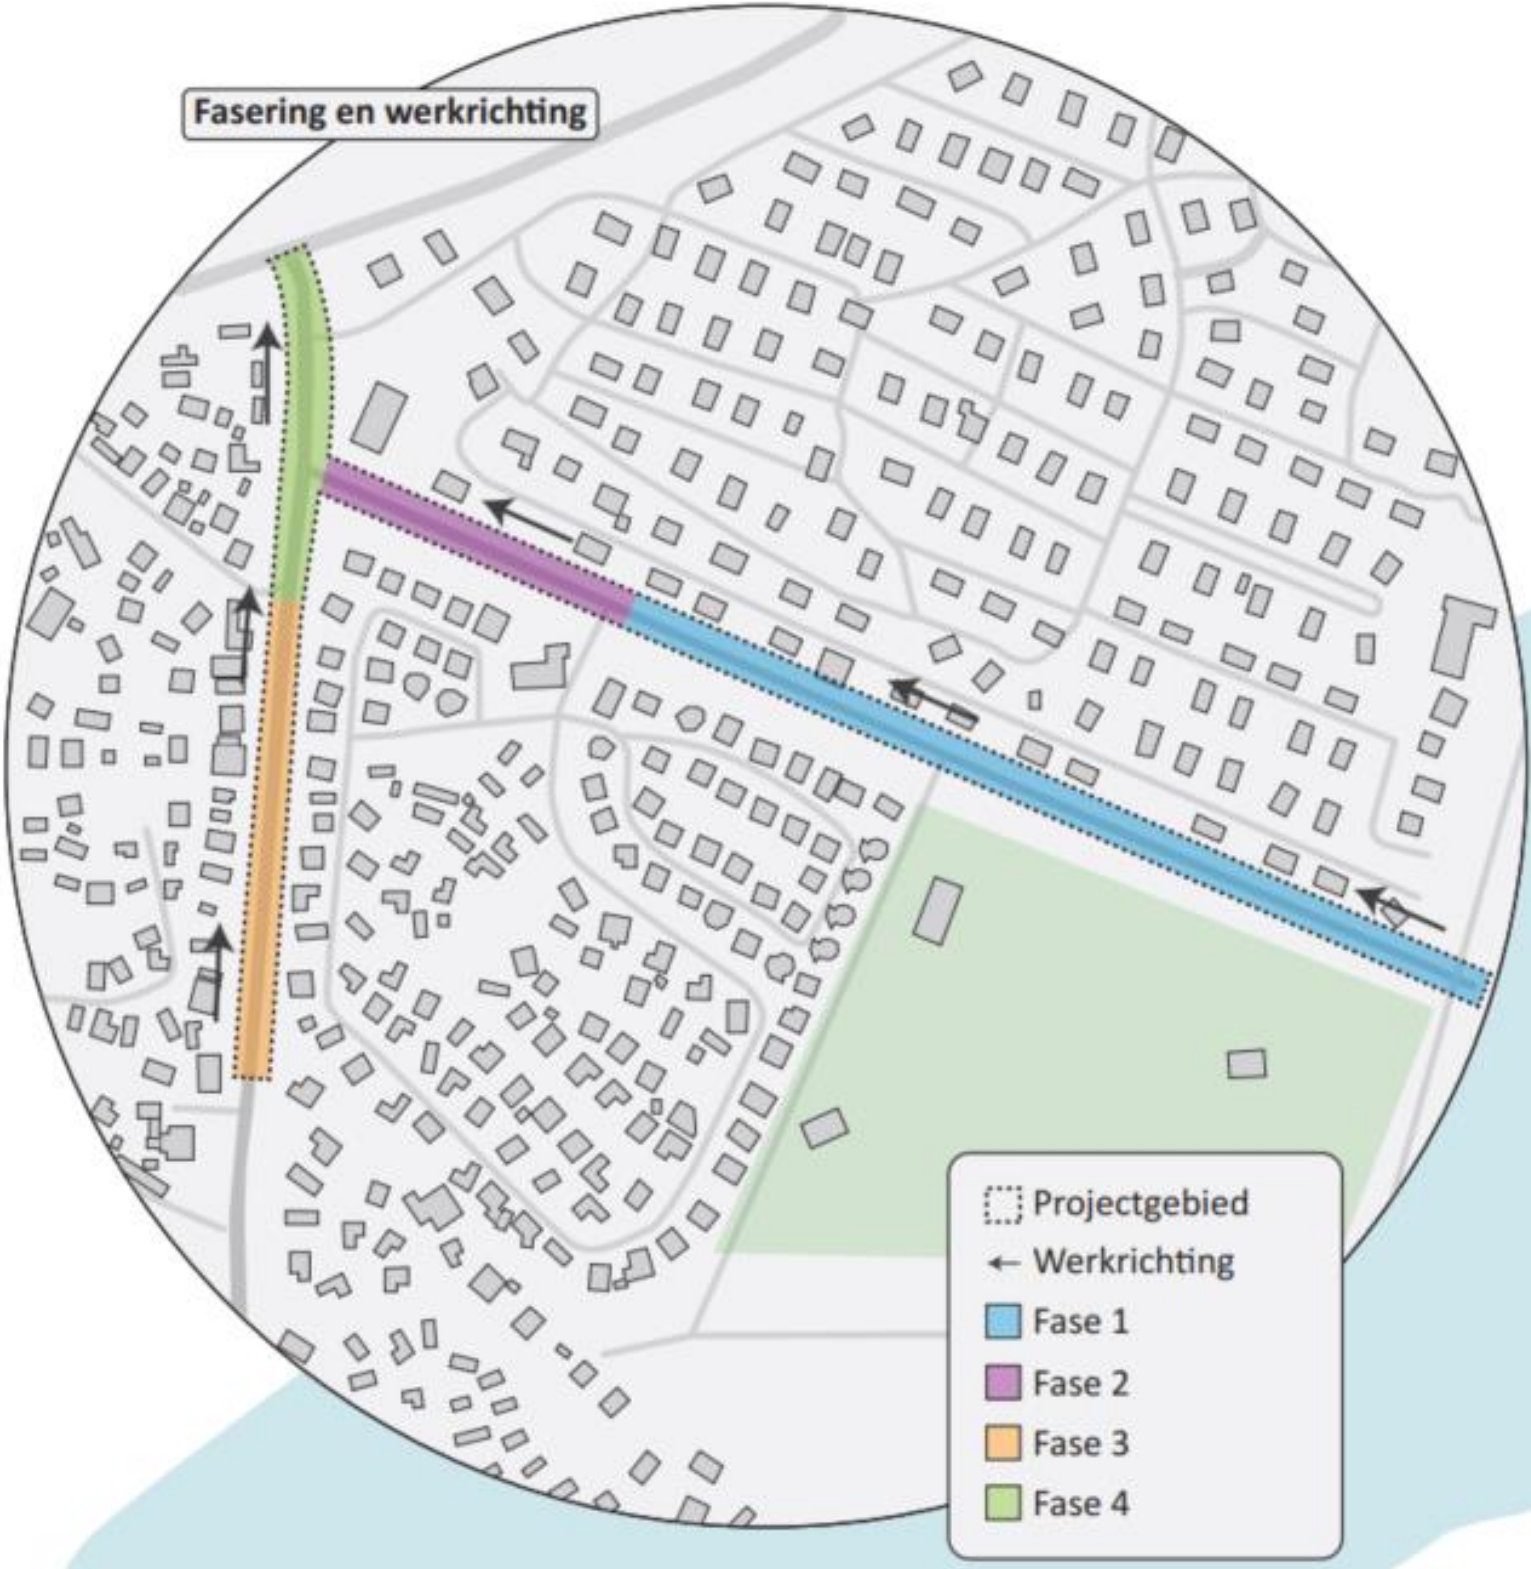 Fasering en werkrichting
Projectgebied
Werkrichting
Fase 1
Fase 2
Fase 3
Fase 4